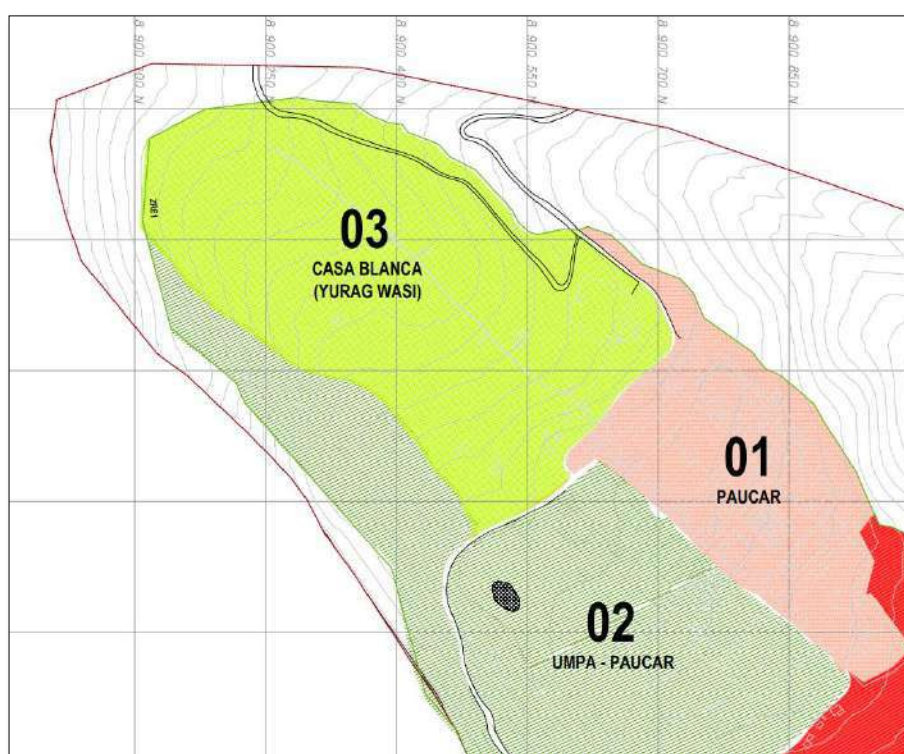 8 900 100 N
8 900 250
8 900 400 N
8 900 550 N
8 900 700 N
8 900 850 N
ZRE1
03
CASA BLANCA
(YURAG WASI)
01
PAUCAR
02
UMPA - PAUCAR